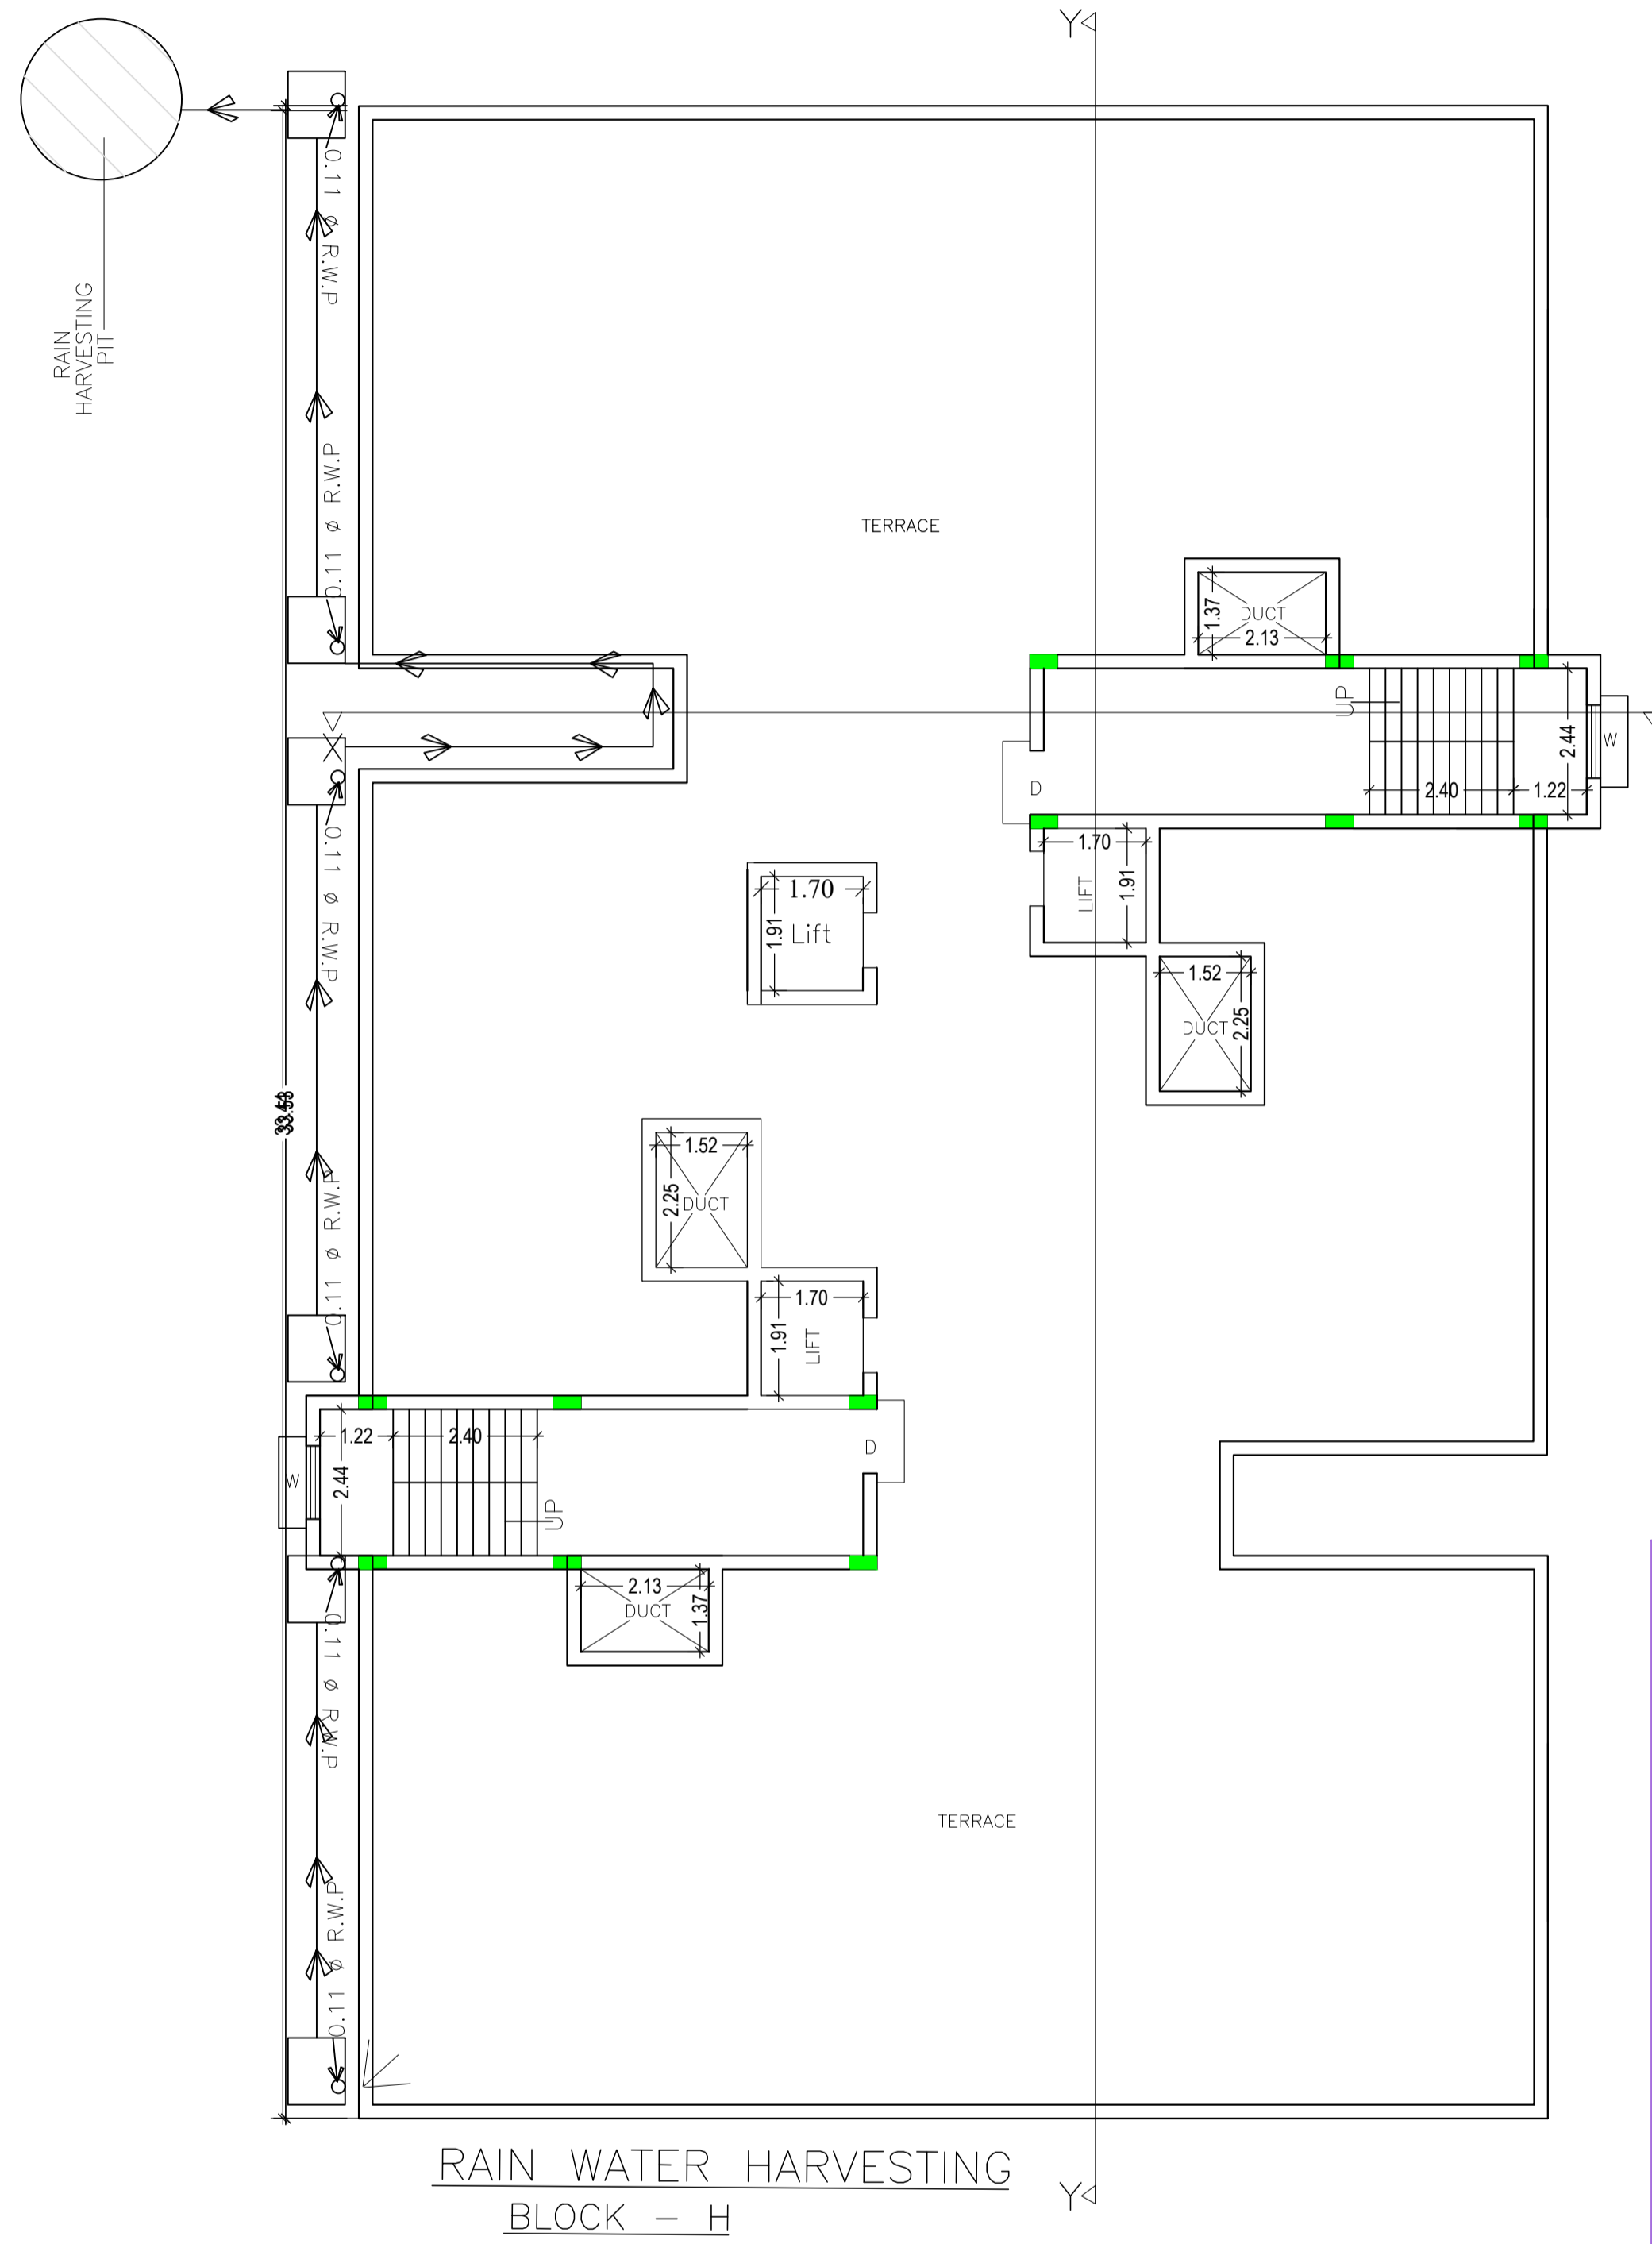 Y
0.11 ø R.W.P
RAIN
HARVESTING
PIT
0.11 ø R.W.P
TERRACE
DUCT
1.37
2.13
UP
2.44
W
X
D
2.40
1.22
0.11 ø R.W.P
1.70
1.91
LIFT
1.70
1.91
Lift
1.52
DUCT
2.25
1.52
2.25
DUCT
0.11 ø R.W.P
1.70
1.91
LIFT
1.22
2.40
D
W
2.44
UP
2.13
DUCT
1.37
0.11 ø R.W.P
TERRACE
0.11 ø R.W.P
RAIN WATER HARVESTING
Y
BLOCK - H